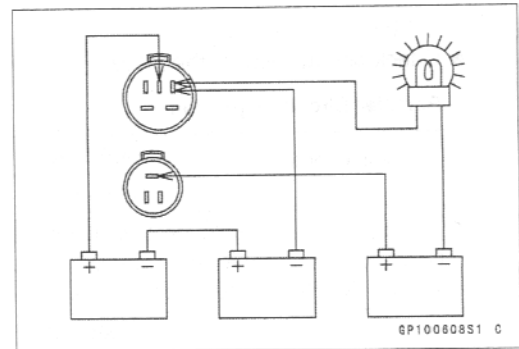 + − + − + −
GP100608S1 C